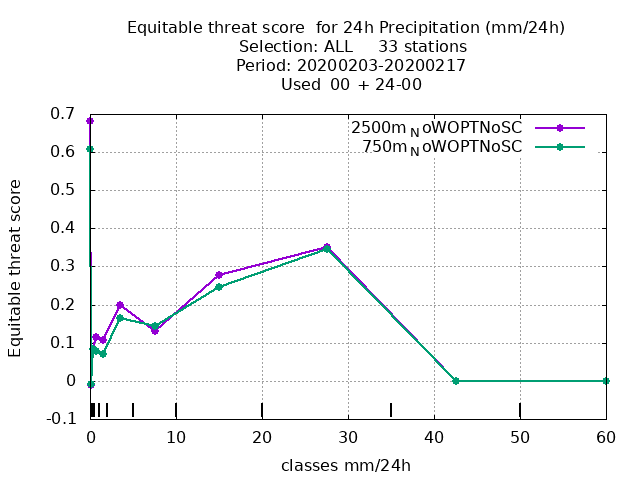 Equitable threat score  for 24h Precipitation (mm/24h)
Selection: ALL     33 stations
Period: 20200203-20200217
Used  00 + 24-00
2500m_NoWOPTNoSC
750m_NoWOPTNoSC
0.7
0.6
0.5
0.4
0.3
0.2
0.1
0
-0.1
Equitable threat score
0 10 20 30 40 50 60
classes mm/24h